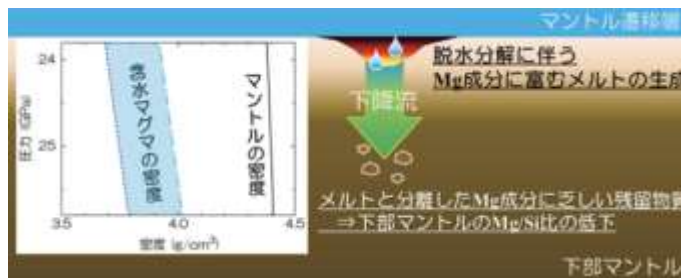 マントル遷移層
脱水分解に伴う
Mg成分に富むメルトの生成
下降流
24
25
圧力 (GPa)
含水マグマの密度
マントルの密度
3.5
4.0
4.5
密度 (g/cm³)
メルトと分離したMg成分に乏しい残留物質
⇒下部マントルのMg/Si比の低下
下部マントル